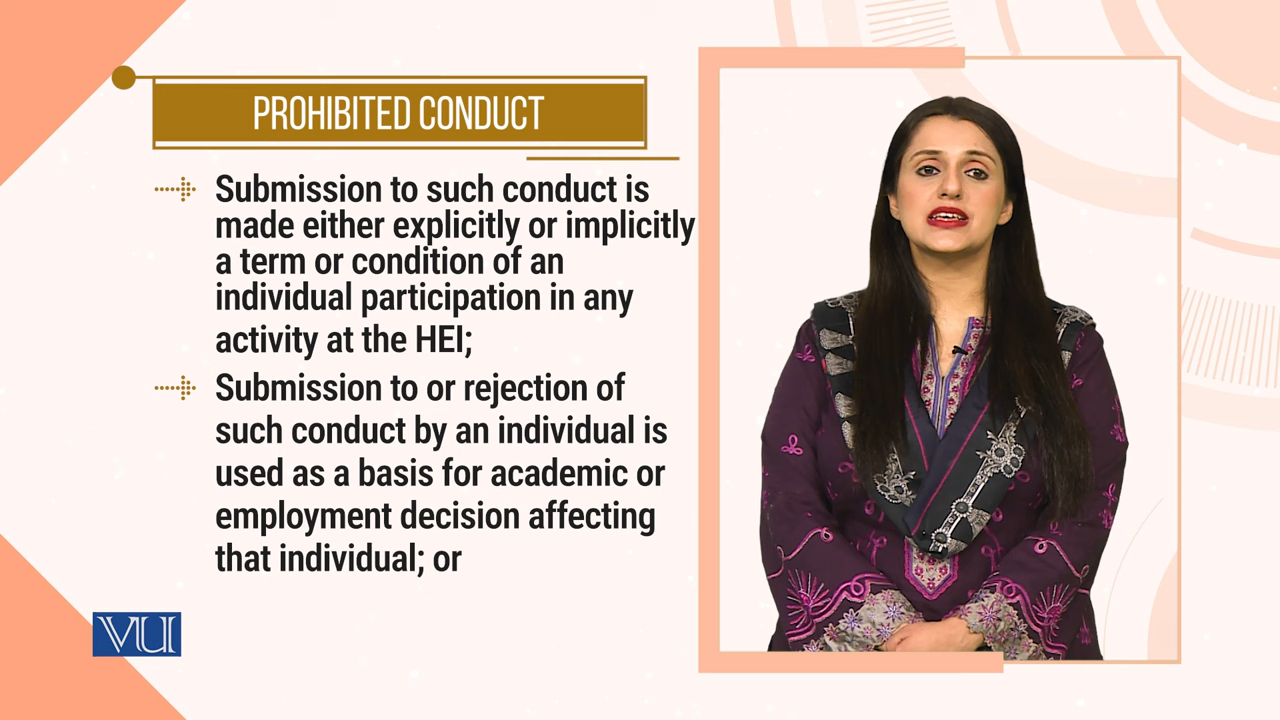 PROHIBITED CONDUCT
Submission to such conduct is
made either explicitly or implicitly
a term or condition of an
individual participation in any
activity at the HEI;
Submission to or rejection of
such conduct by an individual is
used as a basis for academic or
employment decision affecting
that individual; or
VU